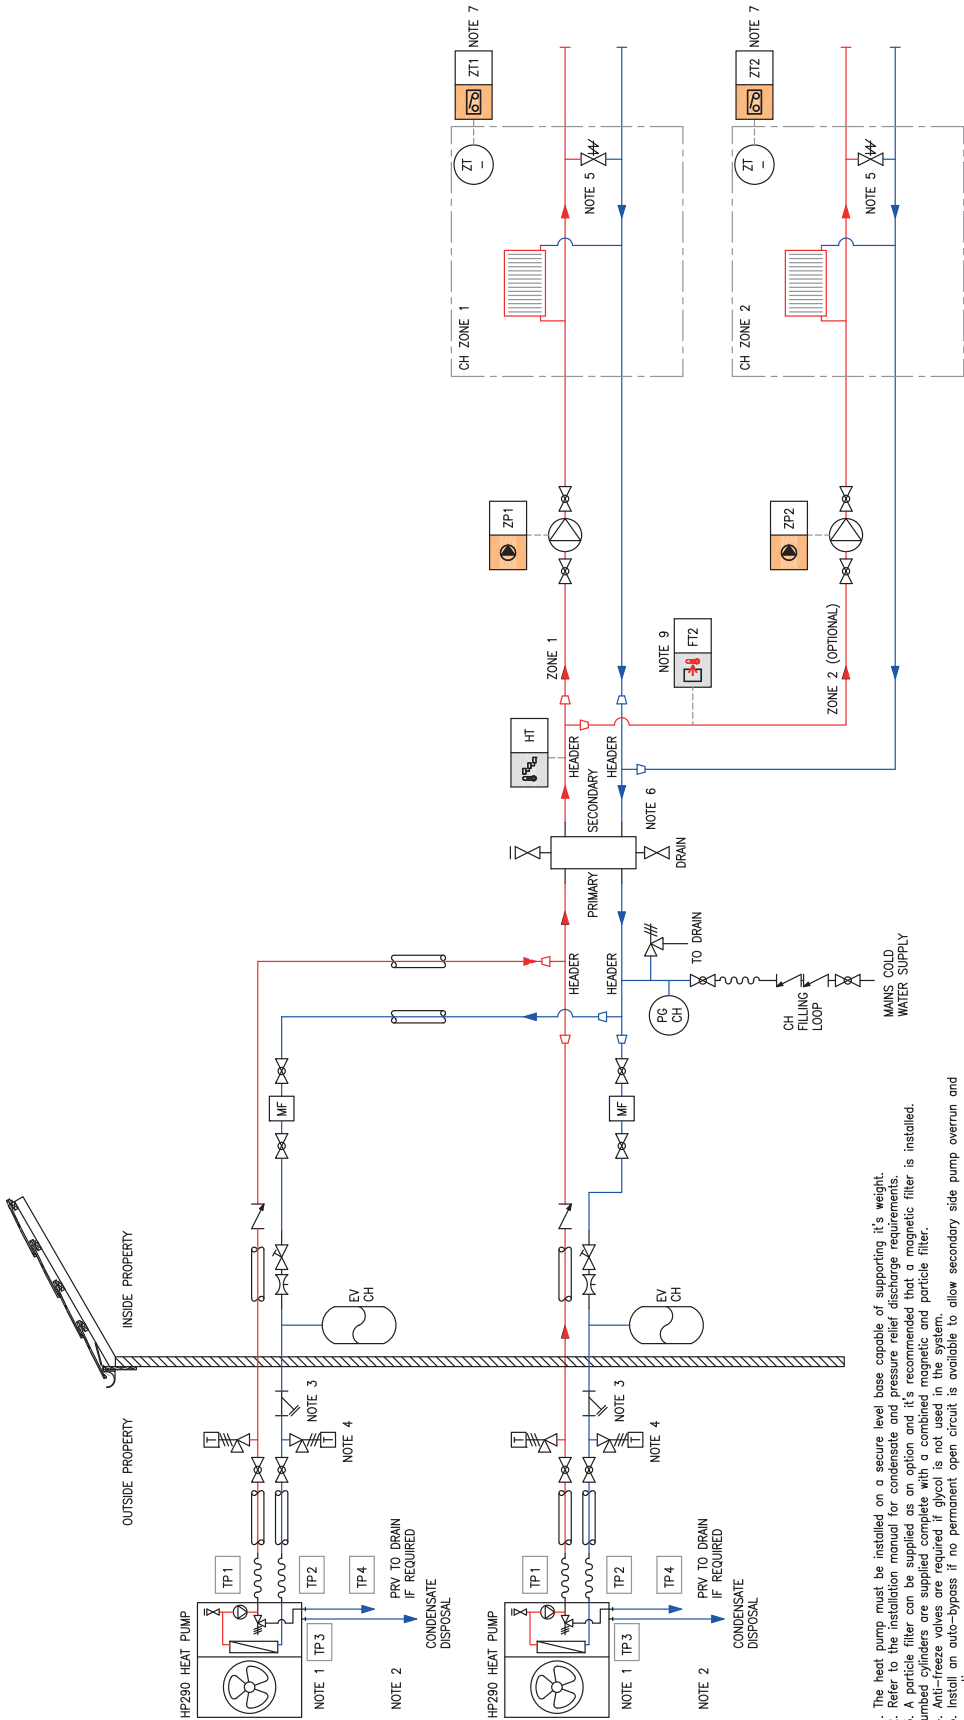 ZT1
NOTE 7
ZT
–
NOTE 5
CH ZONE 1
ZT2
NOTE 7
ZT
–
NOTE 5
CH ZONE 2
ZP1
ZP2
ZONE 1
NOTE 9
FT2
ZONE 2 (OPTIONAL)
HT
HEADER
HEADER
SECONDARY
NOTE 6
PRIMARY
DRAIN
HEADER
HEADER
TO DRAIN
PG
CH
CH
FILLING
LOOP
MAINS COLD
WATER SUPPLY
MF
MF
INSIDE PROPERTY
OUTSIDE PROPERTY
EV
CH
EV
CH
NOTE 3
NOTE 4
T
T
NOTE 3
NOTE 4
T
T
HP290 HEAT PUMP
TP1
TP2
TP4
TP3
NOTE 1
NOTE 2
PRV TO DRAIN
IF REQUIRED
CONDENSATE
DISPOSAL
HP290 HEAT PUMP
TP1
TP2
TP4
TP3
NOTE 1
NOTE 2
PRV TO DRAIN
IF REQUIRED
CONDENSATE
DISPOSAL
. The heat pump must be installed on a secure level base capable of supporting it's weight.
. Refer to the installation manual for condensate and pressure relief discharge requirements.
. A particle filter can be supplied as an option and it's recommended that a magnetic filter is installed.
umbed cylinders are supplied complete with a combined magnetic and particle filter.
. Anti-freeze valves are required if glycol is not used in the system.
. Install an auto-bypass if no permanent open circuit is available to allow secondary side pump overrun and